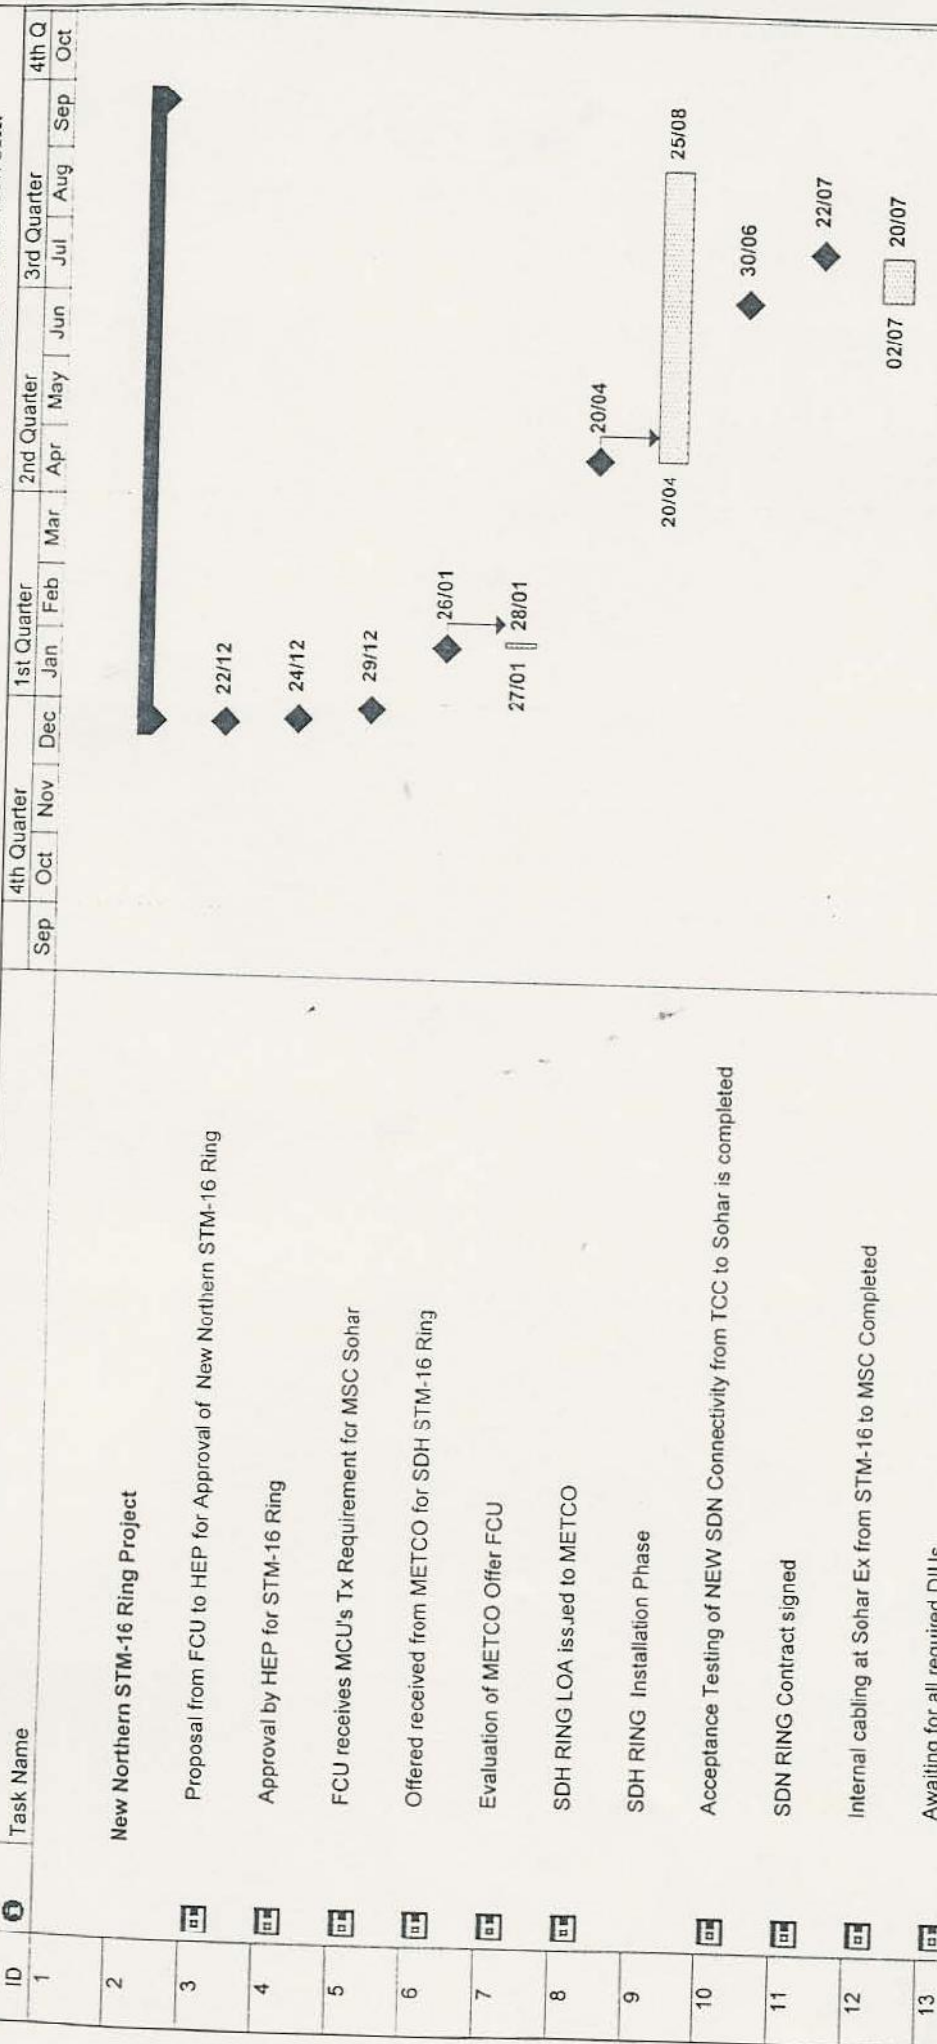 ID Task Name 4th Quarter 1st Quarter 2nd Quarter 3rd Quarter 4th Q
Sep Oct Nov Dec Jan Feb Mar Apr May Jun Jul Aug Sep Oct
1
2 New Northern STM-16 Ring Project
3 Proposal from FCU to HEP for Approval of New Northern STM-16 Ring 22/12
4 Approval by HEP for STM-16 Ring 24/12
5 FCU receives MCU's Tx Requirement for MSC Sohar 29/12
6 Offered received from METCO for SDH STM-16 Ring 26/01
7 Evaluation of METCO Offer FCU 27/01 28/01
8 SDH RING LOA issued to METCO 20/04
9 SDH RING Installation Phase 20/04 25/08
10 Acceptance Testing of NEW SDN Connectivity from TCC to Sohar is completed 30/06
11 SDN RING Contract signed 22/07
12 Internal cabling at Sohar Ex from STM-16 to MSC Completed 02/07 20/07
13 Awaiting for all required